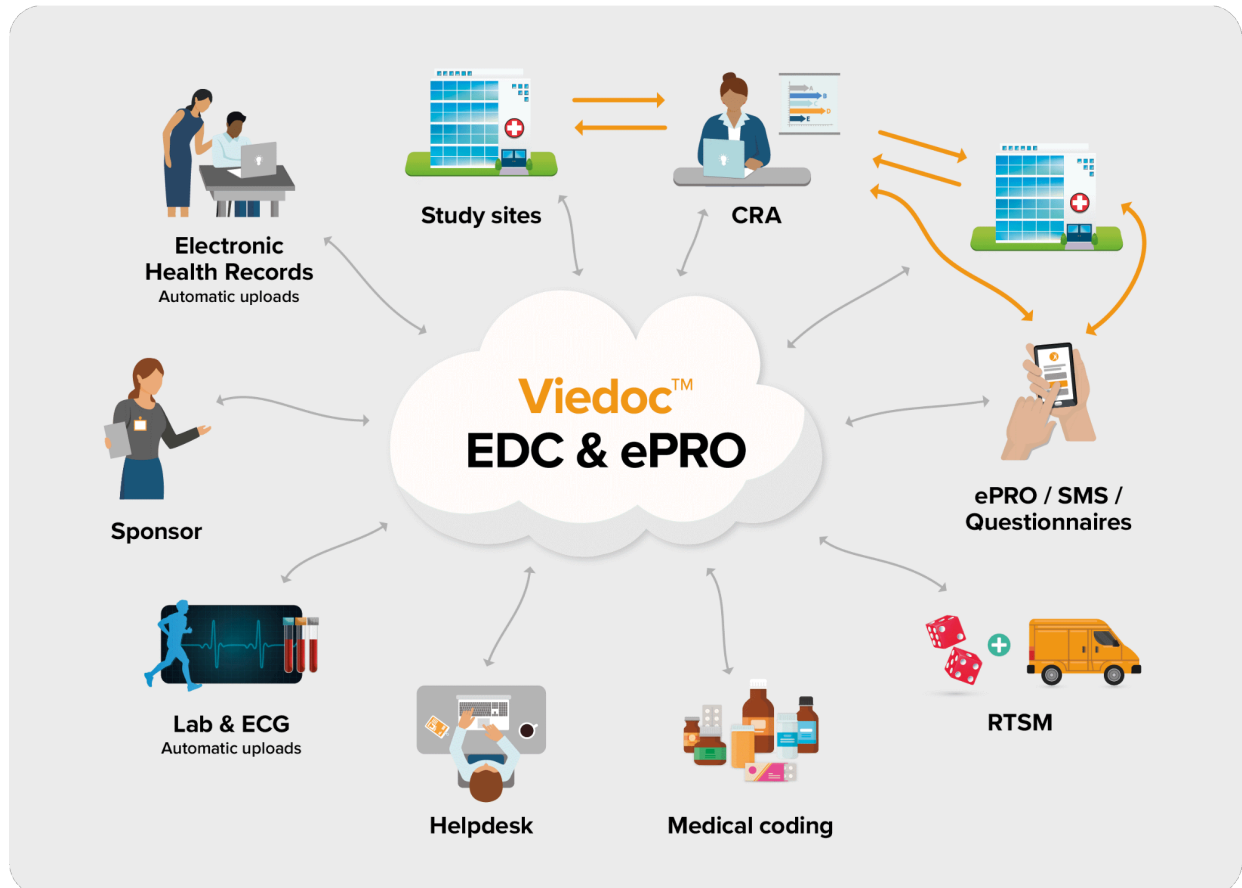 Study sites
CRA
A
B
C
D
E
Electronic
Health Records
Automatic uploads
Viedoc™
EDC & ePRO
ePRO / SMS /
Questionnaires
Sponsor
Lab & ECG
Automatic uploads
RTSM
Helpdesk
Medical coding